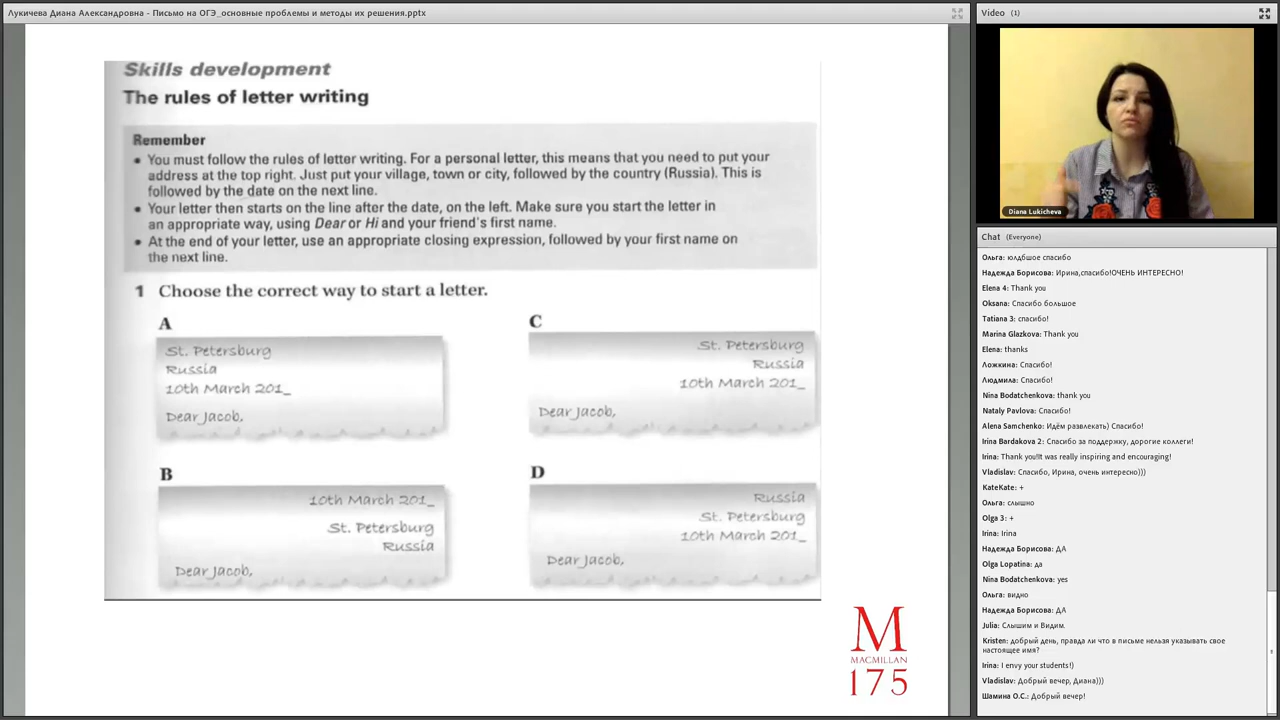 Лукичева Диана Александровна - Письмо на ОГЭ_основные проблемы и методы их решения.pptx
Skills development
The rules of letter writing
Remember
• You must follow the rules of letter writing. For a personal letter, this means that you need to put your
address at the top right. Just put your village, town or city, followed by the country (Russia). This is
followed by the date on the next line.
• Your letter then starts on the line after the date, on the left. Make sure you start the letter in
an appropriate way, using Dear or Hi and your friend's first name.
• At the end of your letter, use an appropriate closing expression, followed by your first name on
the next line.
1 Choose the correct way to start a letter.
A
St. Petersburg
Russia
10th March 201_
Dear Jacob,
B
10th March 201_
St. Petersburg
Russia
Dear Jacob,
C
St. Petersburg
Russia
10th March 201_
Dear Jacob,
D
Russia
St. Petersburg
10th March 201_
Dear Jacob,
M
MACMILLAN
175
Video (1)
Diana Lukicheva
Chat (Everyone)
Ольга: юлдбшое спасибо
Надежда Борисова: Ирина,спасибо!ОЧЕНЬ ИНТЕРЕСНО!
Elena 4: Thank you
Oksana: Спасибо большое
Tatiana 3: спасибо!
Marina Glazkova: Thank you
Elena: thanks
Ложкина: Спасибо!
Людмила: Спасибо!
Nina Bodatchenkova: thank you
Nataly Pavlova: Спасибо!
Alena Samchenko: Идём развлекать) Спасибо!
Irina Bardakova 2: Спасибо за поддержку, дорогие коллеги!
Irina: Thank you!It was really inspiring and encouraging!
Vladislav: Спасибо, Ирина, очень интересно)))
KateKate: +
Ольга: слышно
Olga 3: +
Irina: Irina
Надежда Борисова: ДА
Olga Lopatina: да
Nina Bodatchenkova: yes
Ольга: видно
Надежда Борисова: ДА
Julia: Слышим и Видим.
Kristen: добрый день, правда ли что в письме нельзя указывать свое
настоящее имя?
Irina: I envy your students!)
Vladislav: Добрый вечер, Диана)))
Шамина О.С.: Добрый вечер!